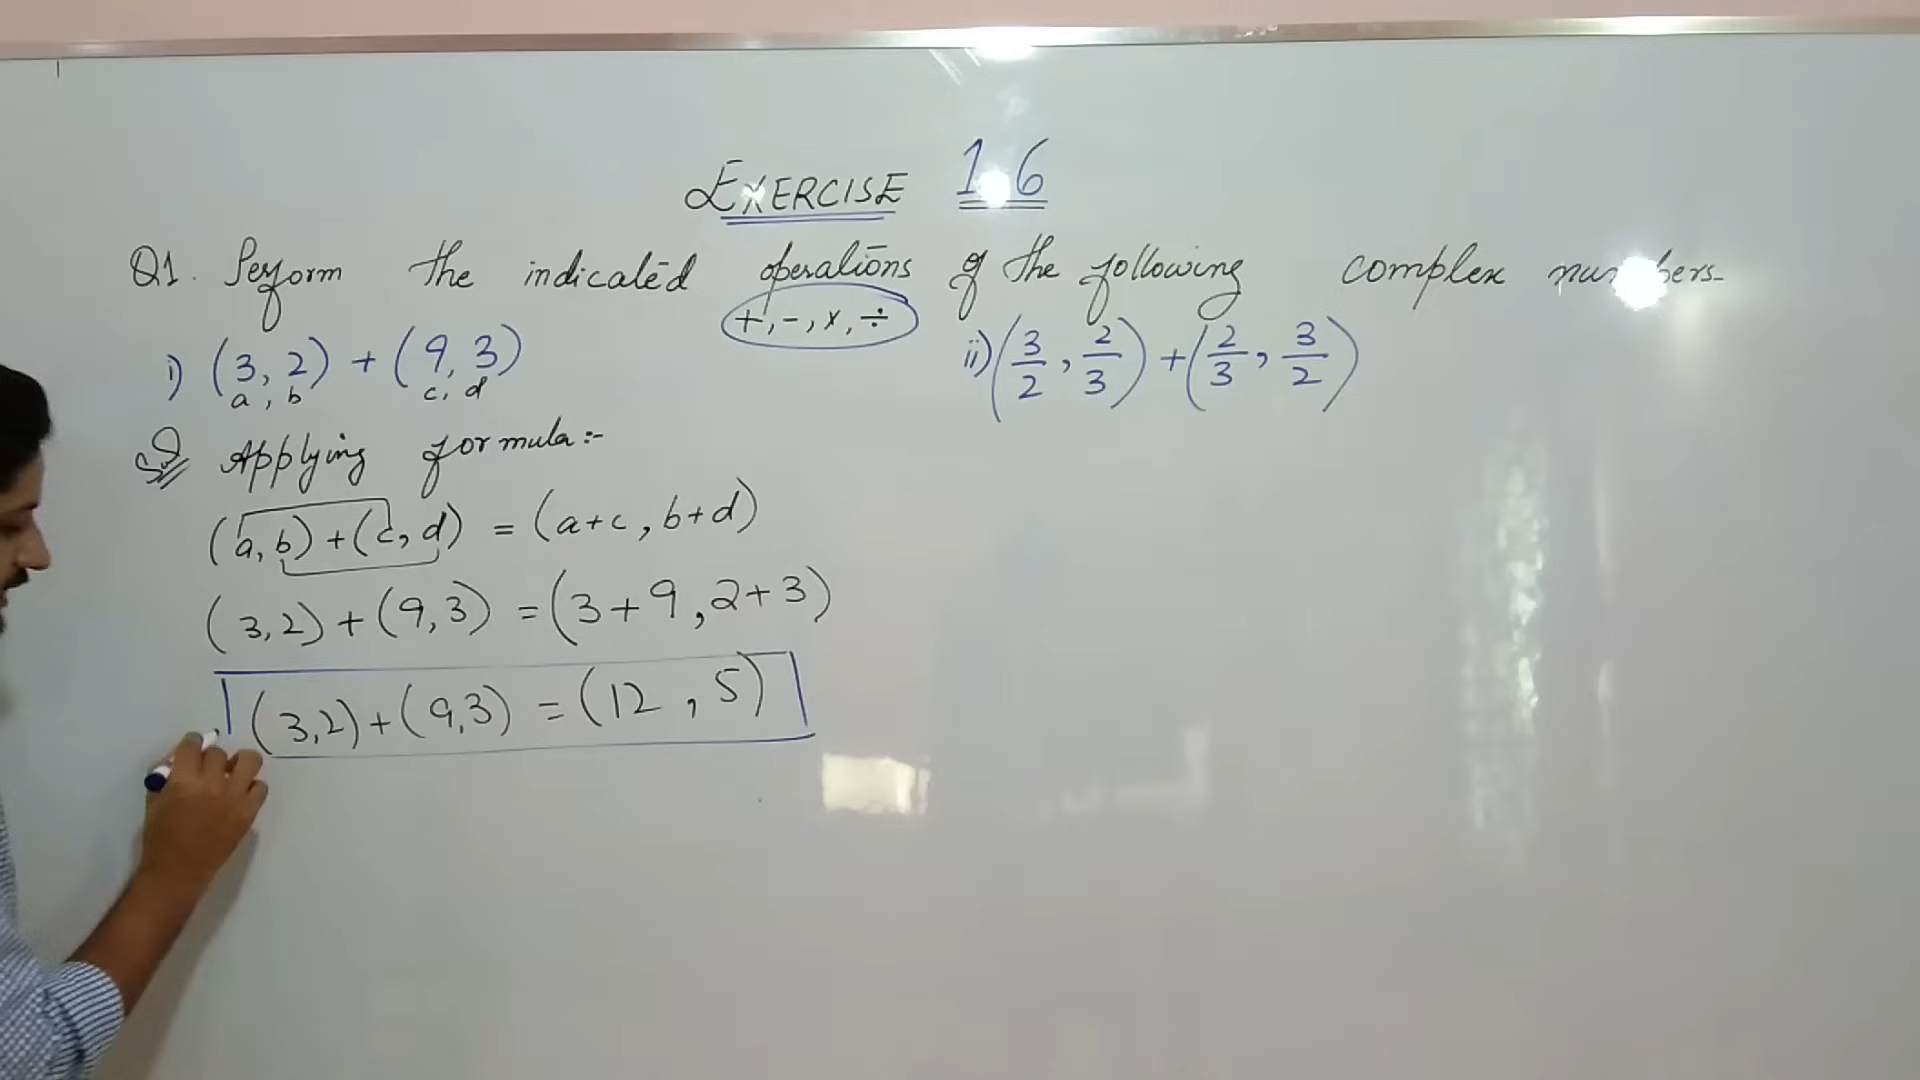 EXERCISE 1.6
Q1. Perform the indicated operations of the following complex numbers.
+, -, x, ÷
i) (3, 2) + (9, 3)
a, b c, d
Sol Applying formula:-
(a, b) + (c, d) = (a+c, b+d)
(3,2) + (9,3) = (3+9, 2+3)
(3,2) + (9,3) = (12, 5)
ii) (3/2, 2/3) + (2/3, 3/2)